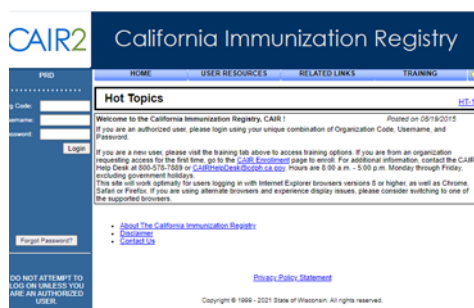 CAIR2
California Immunization Registry
PRD
HOME
USER RESOURCES
RELATED LINKS
TRAINING
g Code:
ername:
ssword:
Login
Forgot Password?
DO NOT ATTEMPT TO
LOG ON UNLESS YOU
ARE AN AUTHORIZED
USER.
Hot Topics
HT-1
Welcome to the California Immunization Registry, CAIR !
Posted on 08/19/2015
If you are an authorized user, please login using your unique combination of Organization Code, Username, and
Password.
If you are a new user, please visit the training tab above to access training options. If you are from an organization
requesting access for the first time, go to the CAIR Enrollment page to enroll. For additional information, contact the CAIR
Help Desk at 800-578-7889 or CAIRHelpDesk@cdph.ca.gov. Hours are 8:00 a.m. - 5:00 p.m. Monday through Friday,
excluding government holidays.
This site will work optimally for users logging in with Internet Explorer browsers versions 8 or higher, as well as Chrome,
Safari or Firefox. If you are using alternate browsers and experience display issues, please consider switching to one of
the supported browsers.
About The California Immunization Registry
Disclaimer
Contact Us
Privacy Policy Statement
Copyright © 1999 - 2021 State of Wisconsin. All rights reserved.